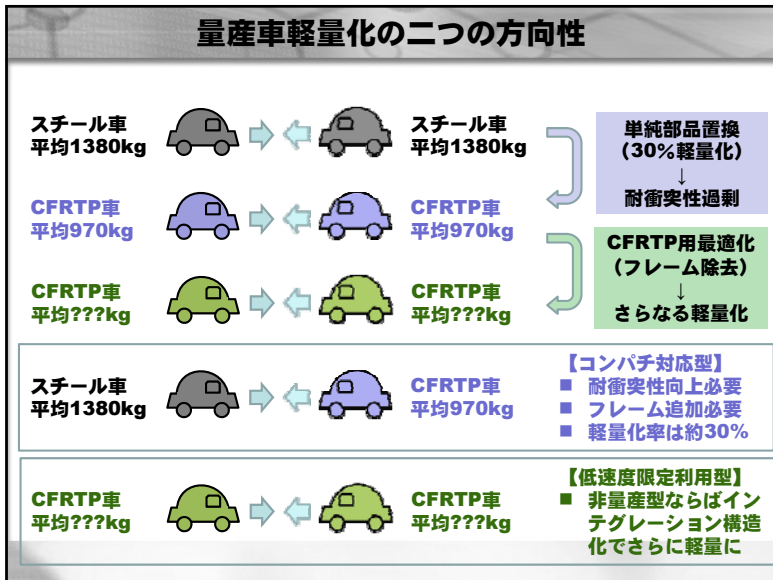 量産車軽量化の二つの方向性
スチール車
平均1380kg
スチール車
平均1380kg
単純部品置換
（30%軽量化）
↓
耐衝突性過剰
CFRTP車
平均970kg
CFRTP車
平均970kg
CFRTP用最適化
（フレーム除去）
↓
さらなる軽量化
CFRTP車
平均???kg
CFRTP車
平均???kg
スチール車
平均1380kg
CFRTP車
平均970kg
【コンパチ対応型】
■ 耐衝突性向上必要
■ フレーム追加必要
■ 軽量化率は約30%
CFRTP車
平均???kg
CFRTP車
平均???kg
【低速度限定利用型】
■ 非量産型ならばイン
テグレーション構造
化でさらに軽量に